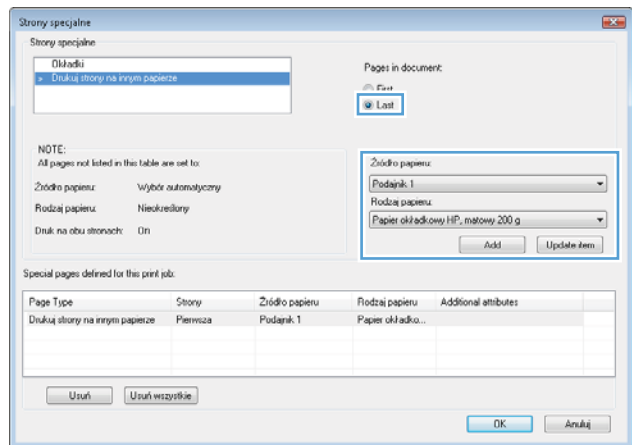 Strony specjalne
Strony specjalne
Okładki
» Drukuj strony na innym papierze
Pages in document:
First
Last
NOTE:
All pages not listed in this table are set to:
Źródło papieru: Wybór automatyczny
Rodzaj papieru: Nieokreślony
Druk na obu stronach: On
Źródło papieru:
Podajnik 1
Rodzaj papieru:
Papier okładkowy HP, matowy 200 g
Add Update item
Special pages defined for this print job:
Page Type Strony Źródło papieru Rodzaj papieru Additional attributes
Drukuj strony na innym papierze Pierwsza Podajnik 1 Papier okładko...
Usuń Usuń wszystkie
OK Anuluj